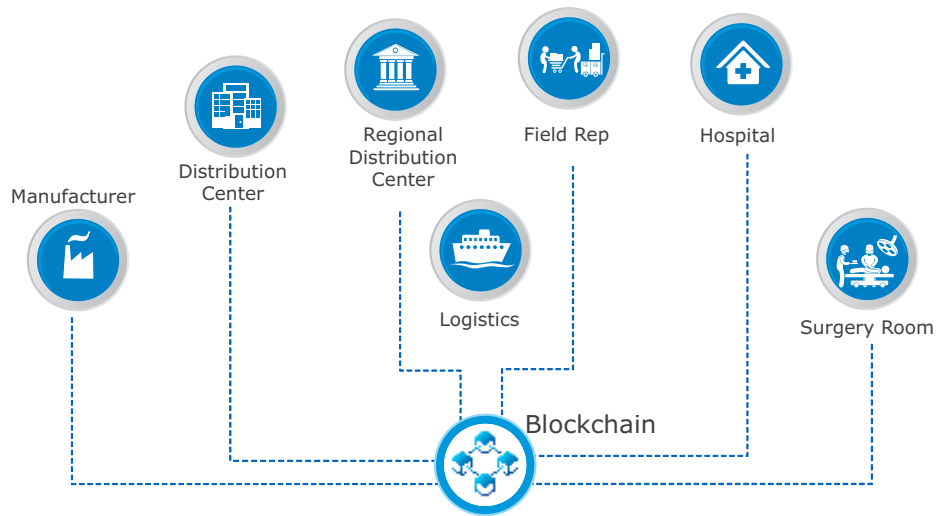 Manufacturer
Distribution
Center
Regional
Distribution
Center
Field Rep
Hospital
Logistics
Surgery Room
Blockchain